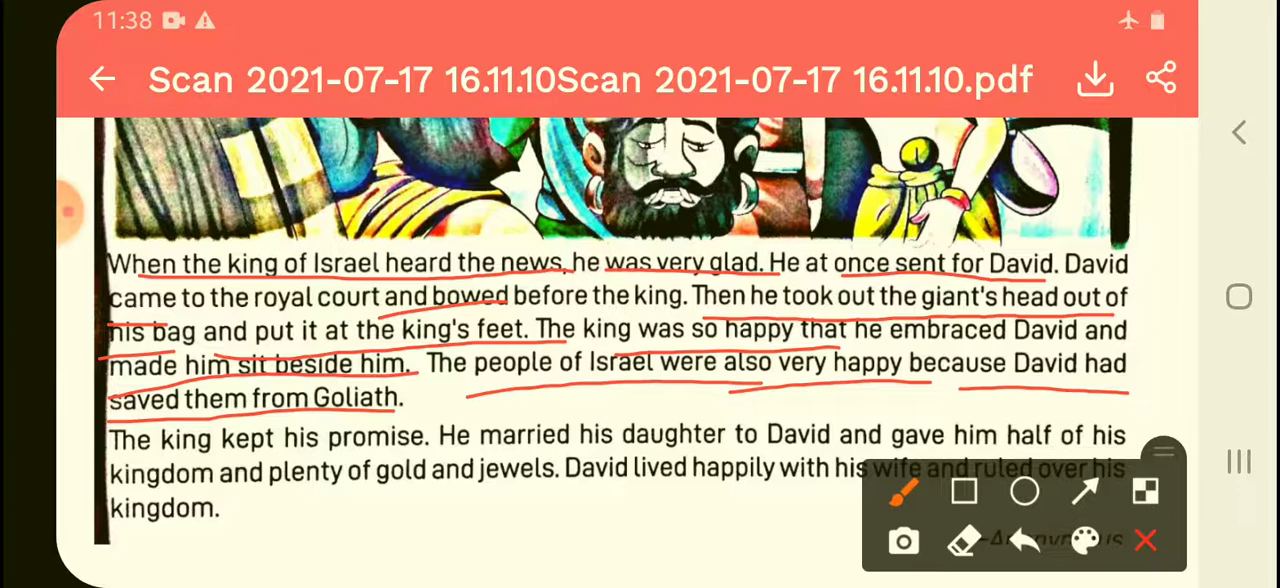 11:38
Scan 2021-07-17 16.11.10Scan 2021-07-17 16.11.10.pdf
When the king of Israel heard the news, he was very glad. He at once sent for David. David
came to the royal court and bowed before the king. Then he took out the giant's head out of
his bag and put it at the king's feet. The king was so happy that he embraced David and
made him sit beside him. The people of Israel were also very happy because David had
saved them from Goliath.
The king kept his promise. He married his daughter to David and gave him half of his
kingdom and plenty of gold and jewels. David lived happily with his wife and ruled over his
kingdom.